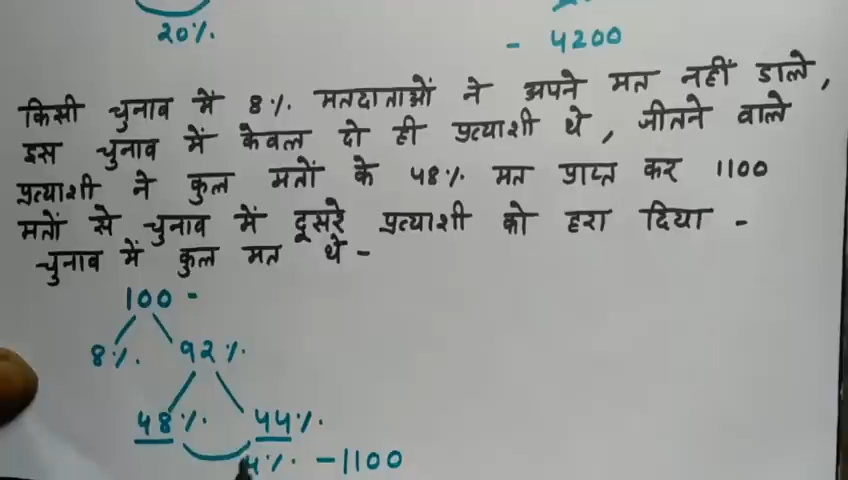 20%.
- 4200
किसी चुनाव में 8%. मतदाताओं ने अपने मत नहीं डाले,
इस चुनाव में केवल दो ही प्रत्याशी थे, जीतने वाले
प्रत्याशी ने कुल मतों के 48% मत प्राप्त कर 1100
मतों से चुनाव में दूसरे प्रत्याशी को हरा दिया -
चुनाव में कुल मत थे -
100 -
8%. 92%.
48%. 44%.
4%. - 1100